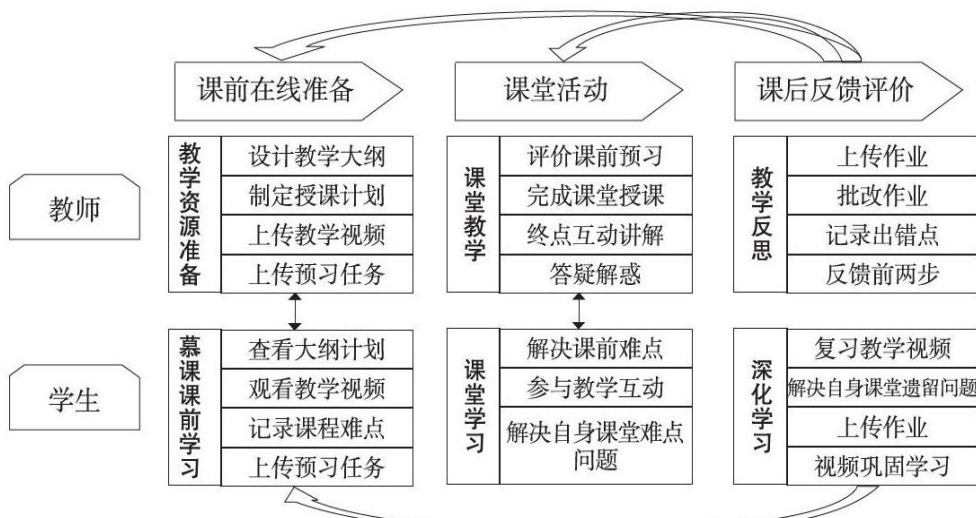 课前在线准备
课堂活动
课后反馈评价
教师
教学资源准备
设计教学大纲
制定授课计划
上传教学视频
上传预习任务
课堂教学
评价课前预习
完成课堂授课
终点互动讲解
答疑解惑
教学反思
上传作业
批改作业
记录出错点
反馈前两步
学生
慕课课前学习
查看大纲计划
观看教学视频
记录课程难点
上传预习任务
课堂学习
解决课前难点
参与教学互动
解决自身课堂难点
问题
深化学习
复习教学视频
解决自身课堂遗留问题
上传作业
视频巩固学习